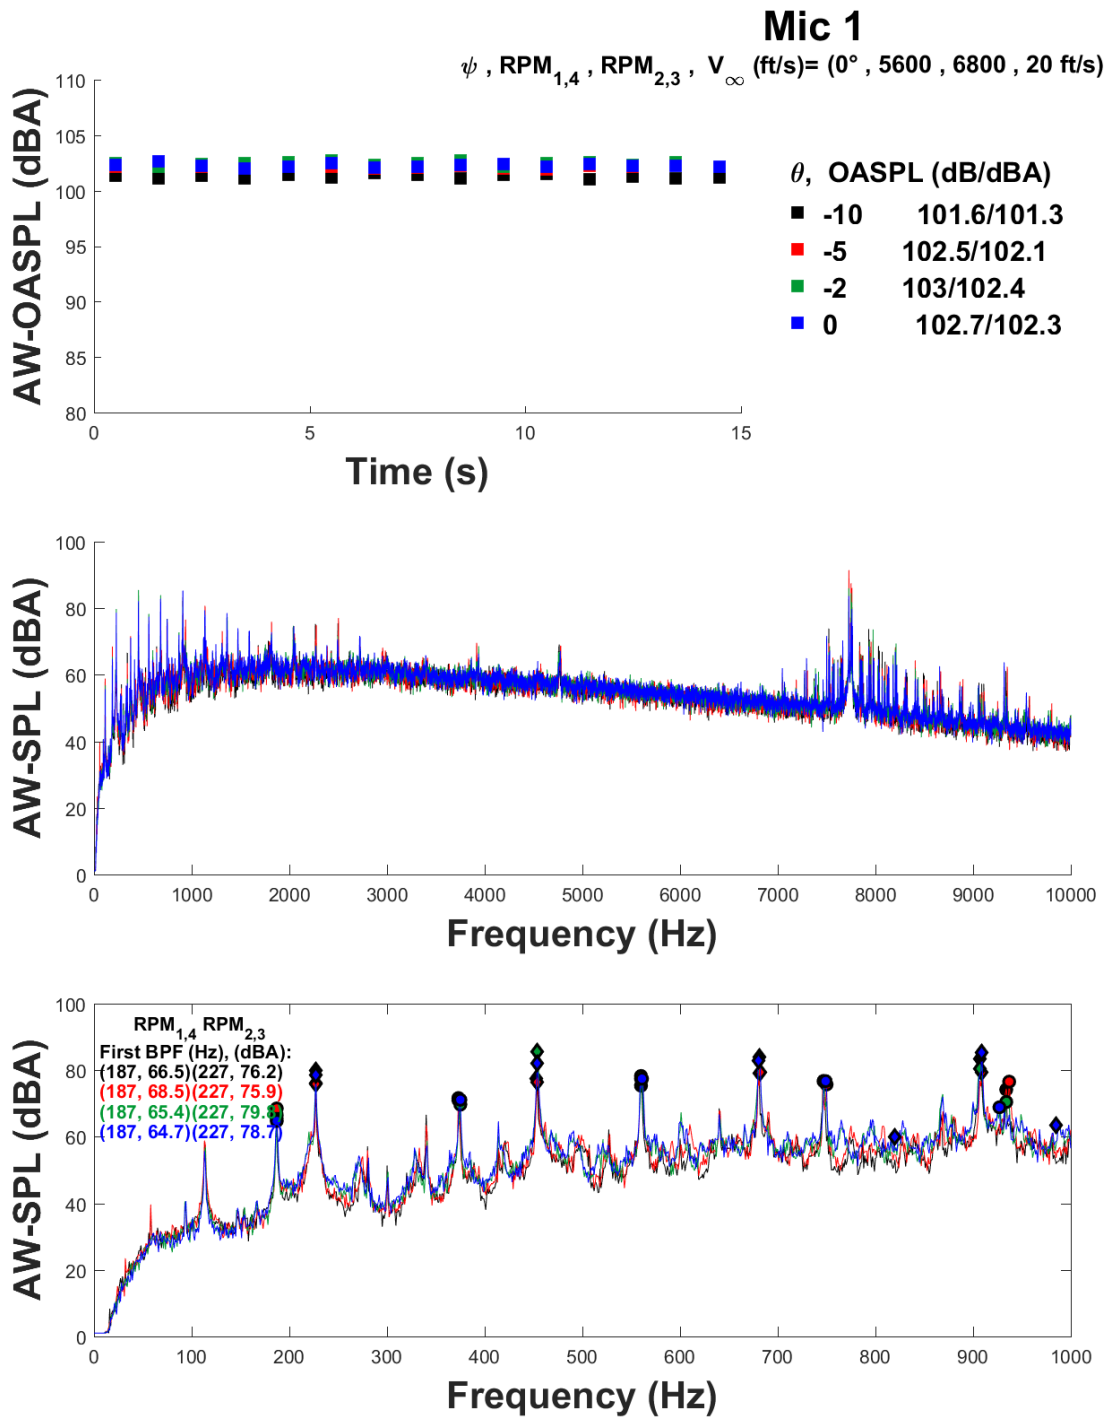 Mic 1
ψ , RPM1,4 , RPM2,3 , V∞ (ft/s)= (0° , 5600 , 6800 , 20 ft/s)
110
105
100
95
90
85
80
AW-OASPL (dBA)
0 5 10 15
Time (s)
θ, OASPL (dB/dBA)
-10 101.6/101.3
-5 102.5/102.1
-2 103/102.4
0 102.7/102.3
100
80
60
40
20
0
AW-SPL (dBA)
0 1000 2000 3000 4000 5000 6000 7000 8000 9000 10000
Frequency (Hz)
100
80
60
40
20
0
AW-SPL (dBA)
RPM1,4 RPM2,3
First BPF (Hz), (dBA):
(187, 66.5)(227, 76.2)
(187, 68.5)(227, 75.9)
(187, 65.4)(227, 79.8)
(187, 64.7)(227, 78.7)
0 100 200 300 400 500 600 700 800 900 1000
Frequency (Hz)